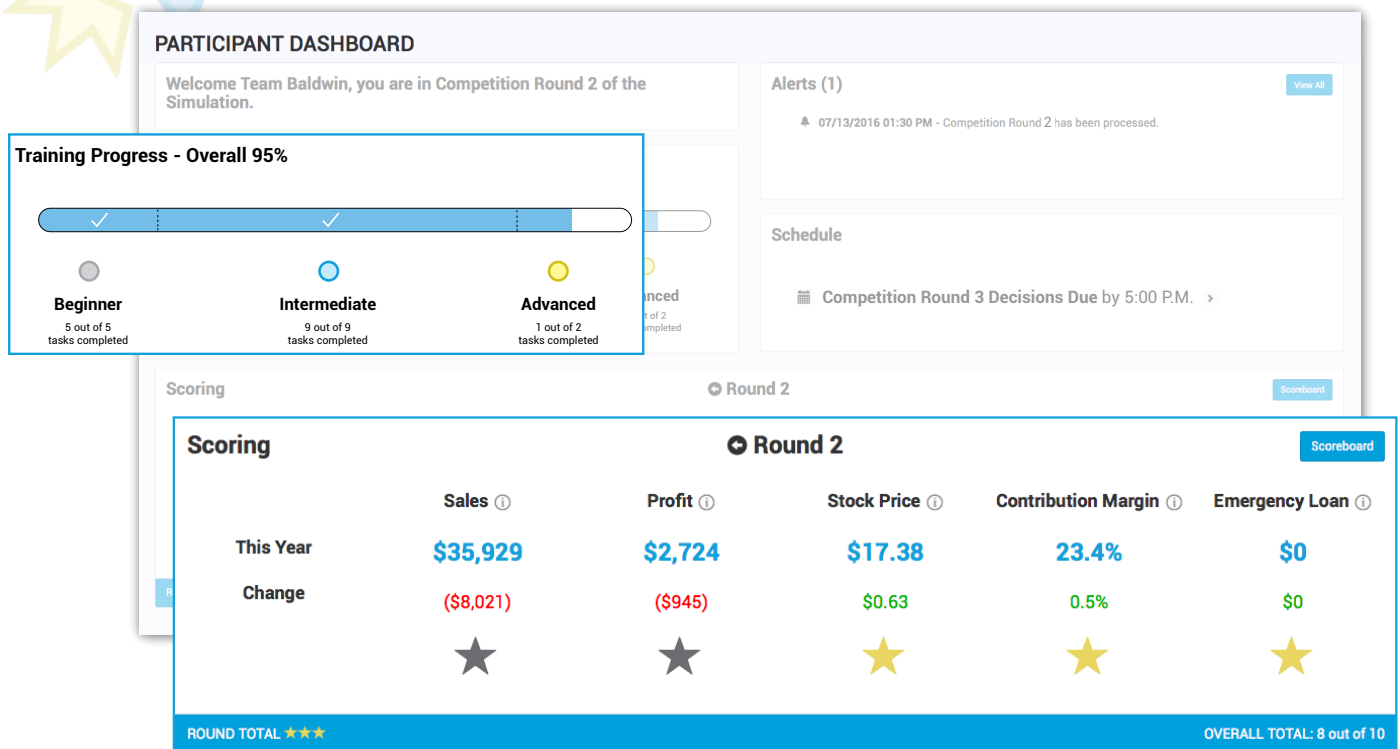 PARTICIPANT DASHBOARD
Welcome Team Baldwin, you are in Competition Round 2 of the
Simulation.
Alerts (1)
View All
07/13/2016 01:30 PM - Competition Round 2 has been processed.
Training Progress - Overall 95%
Beginner
Intermediate
Advanced
5 out of 5
tasks completed
9 out of 9
tasks completed
1 out of 2
tasks completed
nced
t of 2
ompleted
Schedule
Competition Round 3 Decisions Due by 5:00 P.M.
Scoring
Round 2
Scoreboard
Scoring
Round 2
Scoreboard
Sales
Profit
Stock Price
Contribution Margin
Emergency Loan
This Year
$35,929
$2,724
$17.38
23.4%
$0
Change
($8,021)
($945)
$0.63
0.5%
$0
ROUND TOTAL
OVERALL TOTAL: 8 out of 10